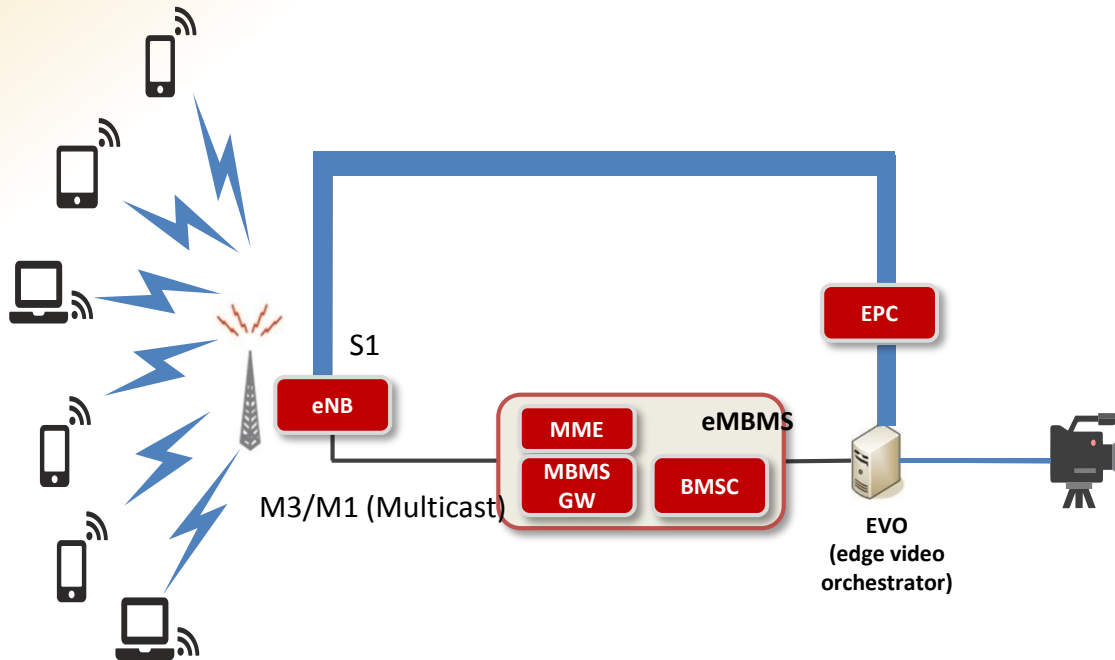 EPC
S1
eNB
eMBMS
MME
MBMS
GW
BMSC
M3/M1 (Multicast)
EVO
(edge video
orchestrator)